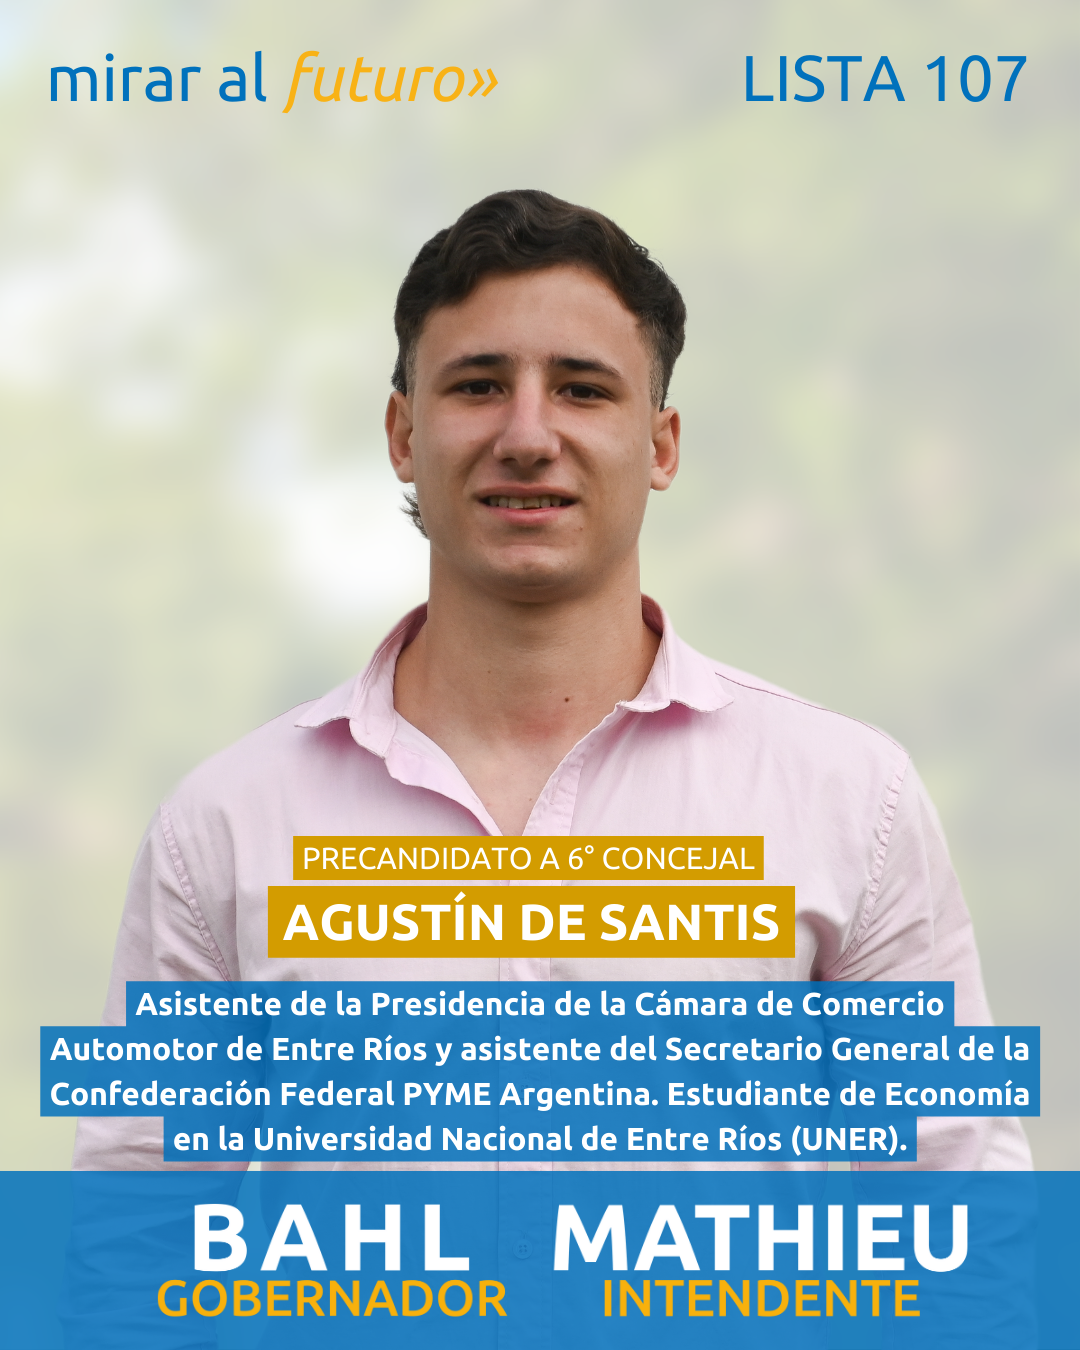 mirar al futuro»
LISTA 107
PRECANDIDATO A 6° CONCEJAL
AGUSTÍN DE SANTIS
Asistente de la Presidencia de la Cámara de Comercio
Automotor de Entre Ríos y asistente del Secretario General de la
Confederación Federal PYME Argentina. Estudiante de Economía
en la Universidad Nacional de Entre Ríos (UNER).
BAHL MATHIEU
GOBERNADOR INTENDENTE